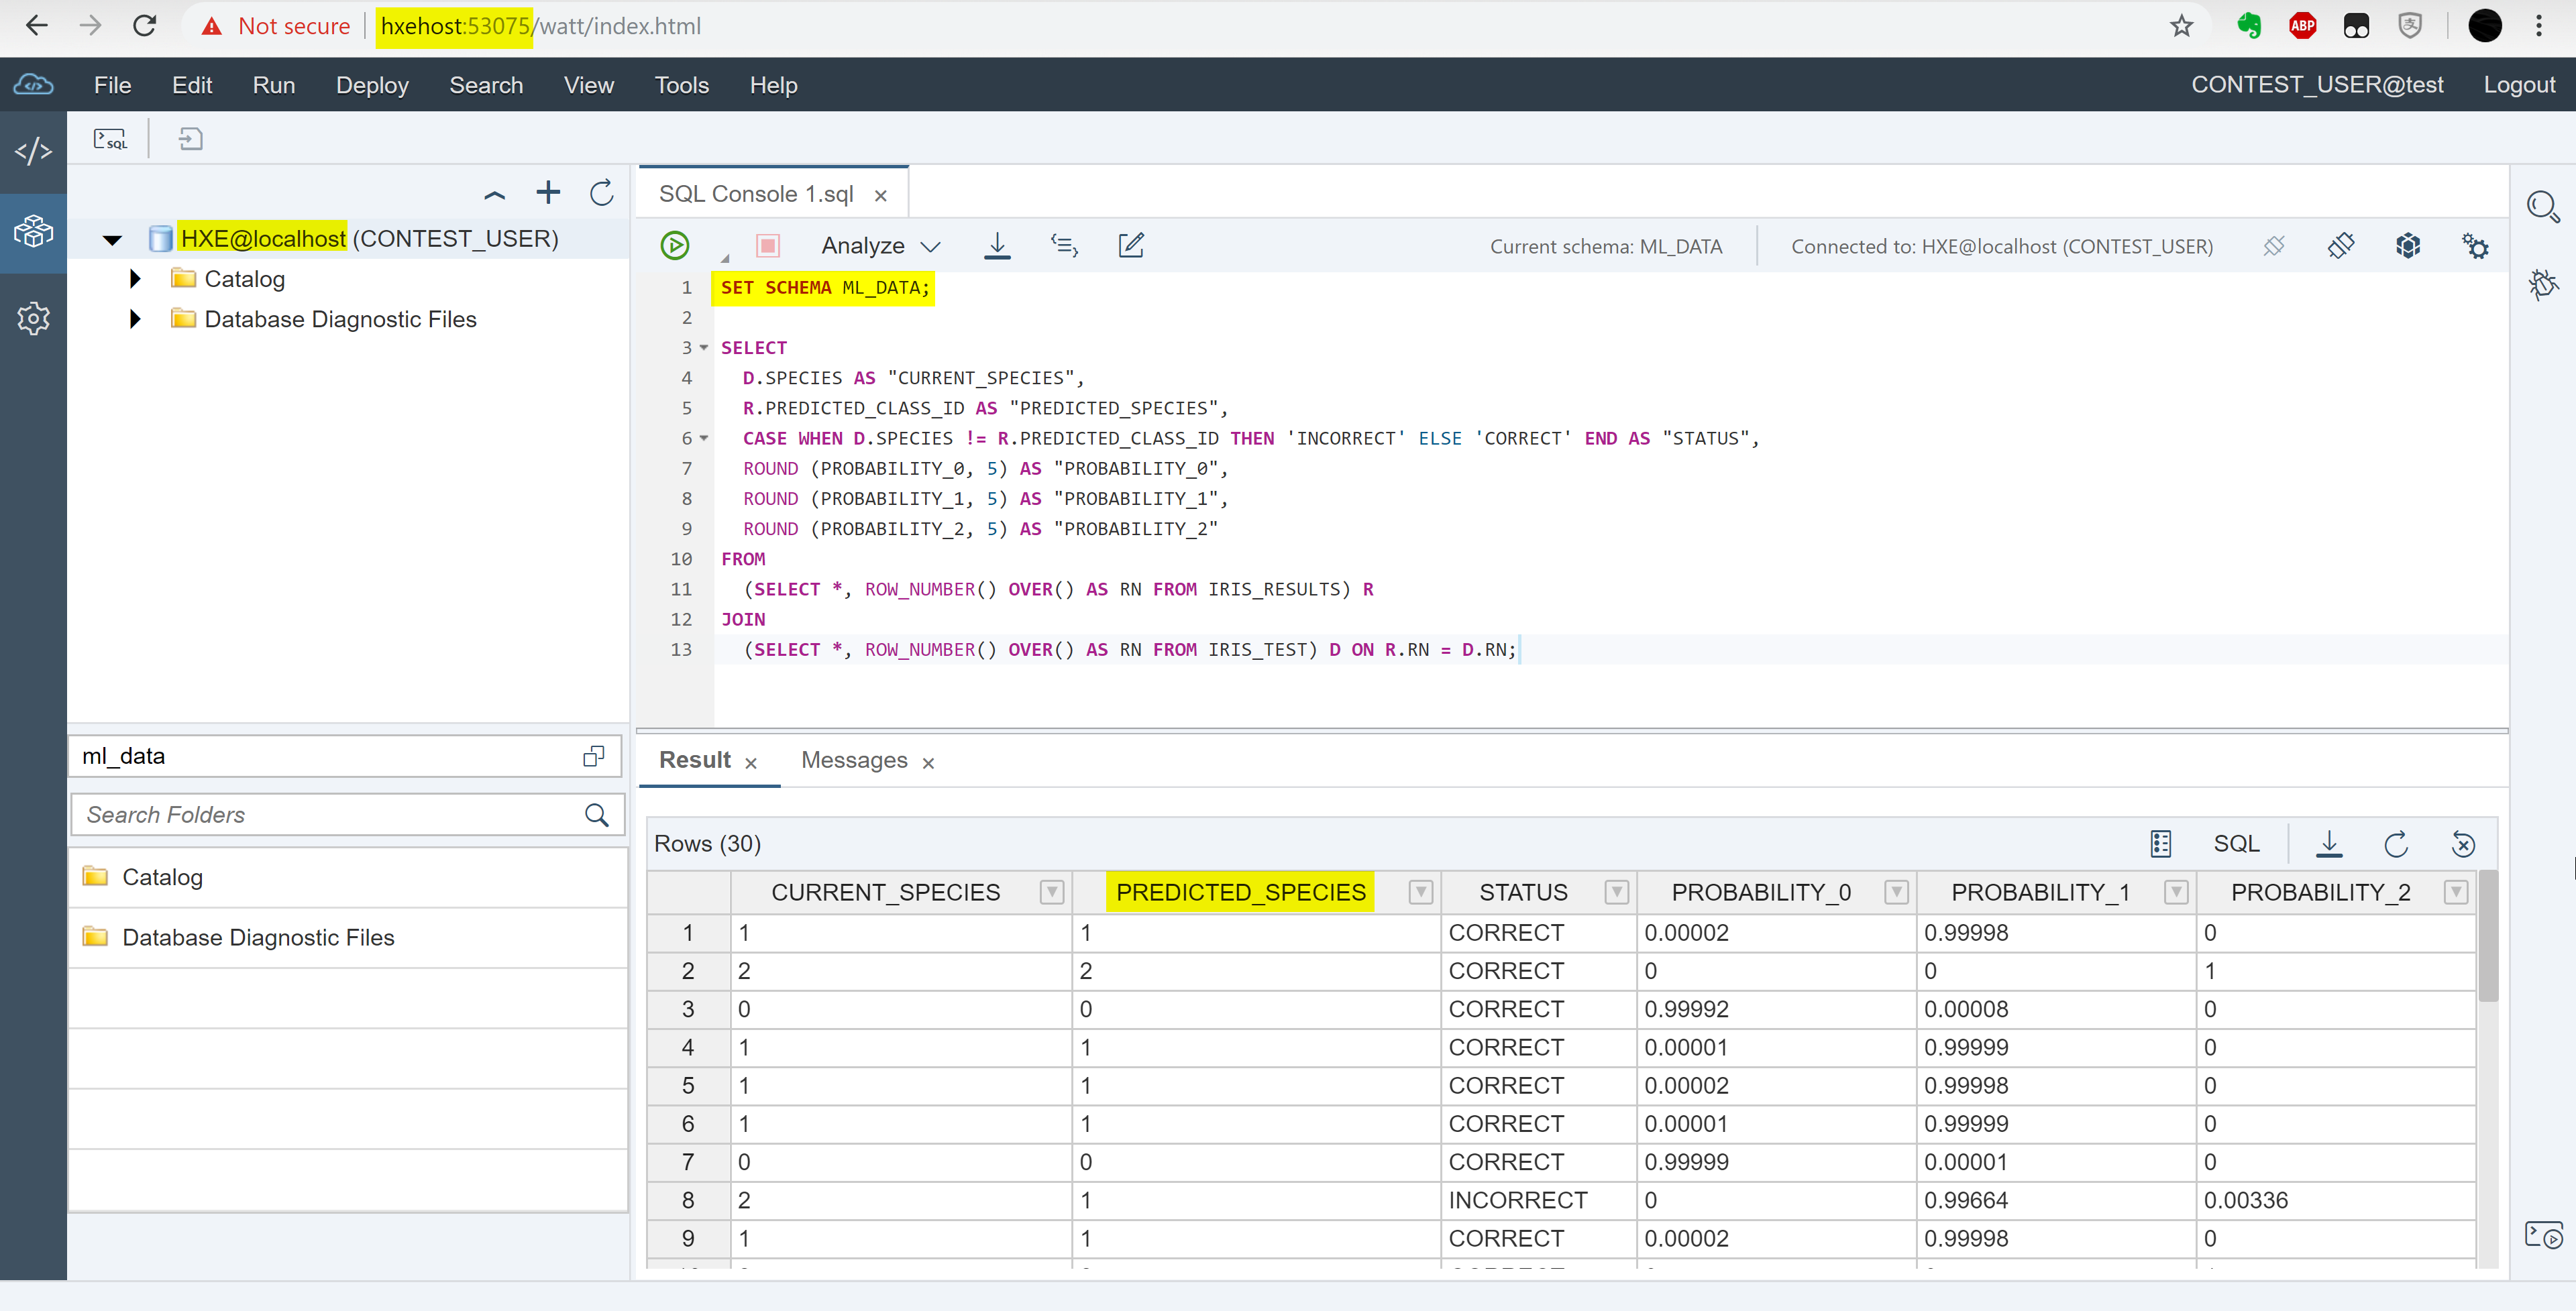 Not secure hxehost:53075/watt/index.html
ABP
File Edit Run Deploy Search View Tools Help CONTEST_USER@test Logout
SQL
HXE@localhost (CONTEST_USER)
Catalog
Database Diagnostic Files
ml_data
Search Folders
Catalog
Database Diagnostic Files
SQL Console 1.sql ×
Analyze Current schema: ML_DATA Connected to: HXE@localhost (CONTEST_USER)
1 SET SCHEMA ML_DATA;
2
3 SELECT
4 D.SPECIES AS "CURRENT_SPECIES",
5 R.PREDICTED_CLASS_ID AS "PREDICTED_SPECIES",
6 CASE WHEN D.SPECIES != R.PREDICTED_CLASS_ID THEN 'INCORRECT' ELSE 'CORRECT' END AS "STATUS",
7 ROUND (PROBABILITY_0, 5) AS "PROBABILITY_0",
8 ROUND (PROBABILITY_1, 5) AS "PROBABILITY_1",
9 ROUND (PROBABILITY_2, 5) AS "PROBABILITY_2"
10 FROM
11 (SELECT *, ROW_NUMBER() OVER() AS RN FROM IRIS_RESULTS) R
12 JOIN
13 (SELECT *, ROW_NUMBER() OVER() AS RN FROM IRIS_TEST) D ON R.RN = D.RN;
Result × Messages ×
Rows (30) SQL
CURRENT_SPECIES PREDICTED_SPECIES STATUS PROBABILITY_0 PROBABILITY_1 PROBABILITY_2
1 1 1 CORRECT 0.00002 0.99998 0
2 2 2 CORRECT 0 0 1
3 0 0 CORRECT 0.99992 0.00008 0
4 1 1 CORRECT 0.00001 0.99999 0
5 1 1 CORRECT 0.00002 0.99998 0
6 1 1 CORRECT 0.00001 0.99999 0
7 0 0 CORRECT 0.99999 0.00001 0
8 2 1 INCORRECT 0 0.99664 0.00336
9 1 1 CORRECT 0.00002 0.99998 0